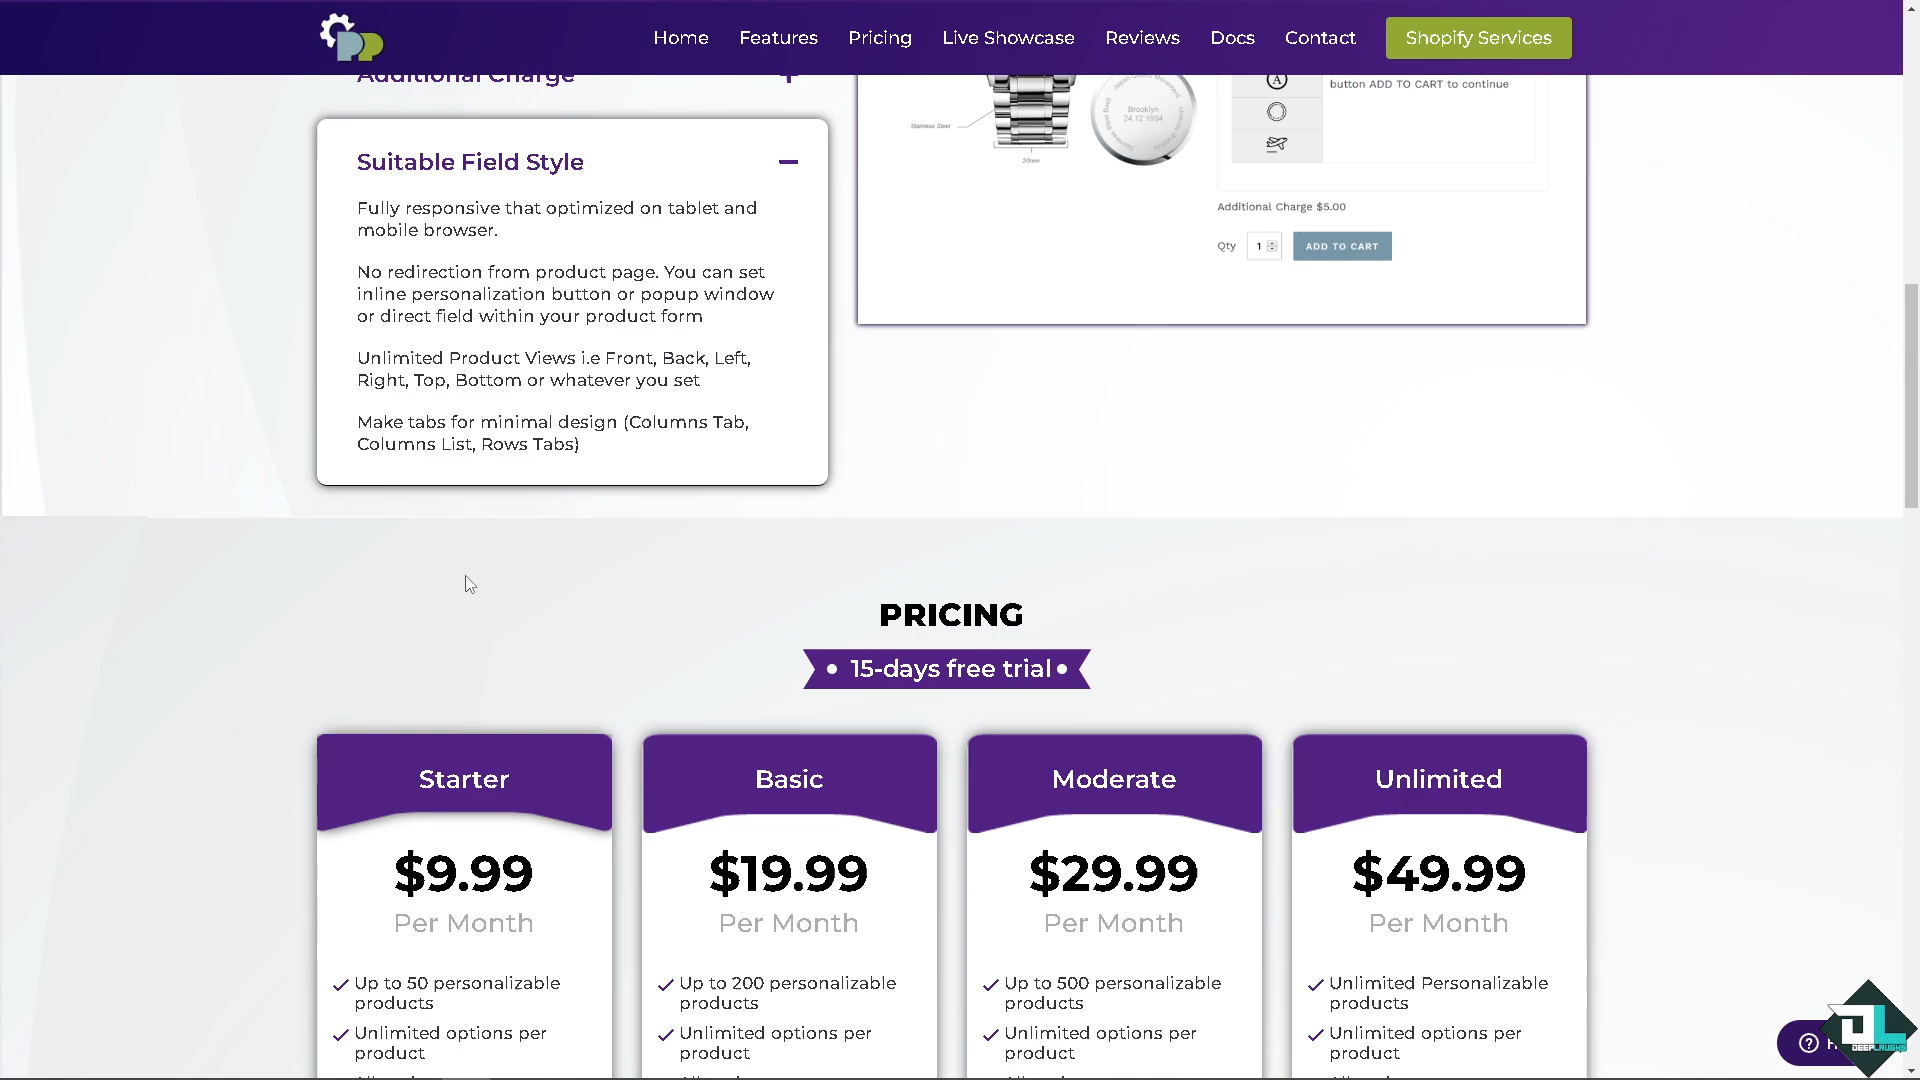 Home Features Pricing Live Showcase Reviews Docs Contact Shopify Services
PP
Additional Charge
Suitable Field Style
Fully responsive that optimized on tablet and
mobile browser.
No redirection from product page. You can set
inline personalization button or popup window
or direct field within your product form
Unlimited Product Views i.e Front, Back, Left,
Right, Top, Bottom or whatever you set
Make tabs for minimal design (Columns Tab,
Columns List, Rows Tabs)
Stainless Steel
20mm
Brooklyn
24.12.1994
A
button ADD TO CART to continue
Additional Charge $5.00
Qty 1 ADD TO CART
PRICING
15-days free trial
Starter
$9.99
Per Month
Up to 50 personalizable
products
Unlimited options per
product
Basic
$19.99
Per Month
Up to 200 personalizable
products
Unlimited options per
product
Moderate
$29.99
Per Month
Up to 500 personalizable
products
Unlimited options per
product
Unlimited
$49.99
Per Month
Unlimited Personalizable
products
Unlimited options per
product
DEEPLAUGHS